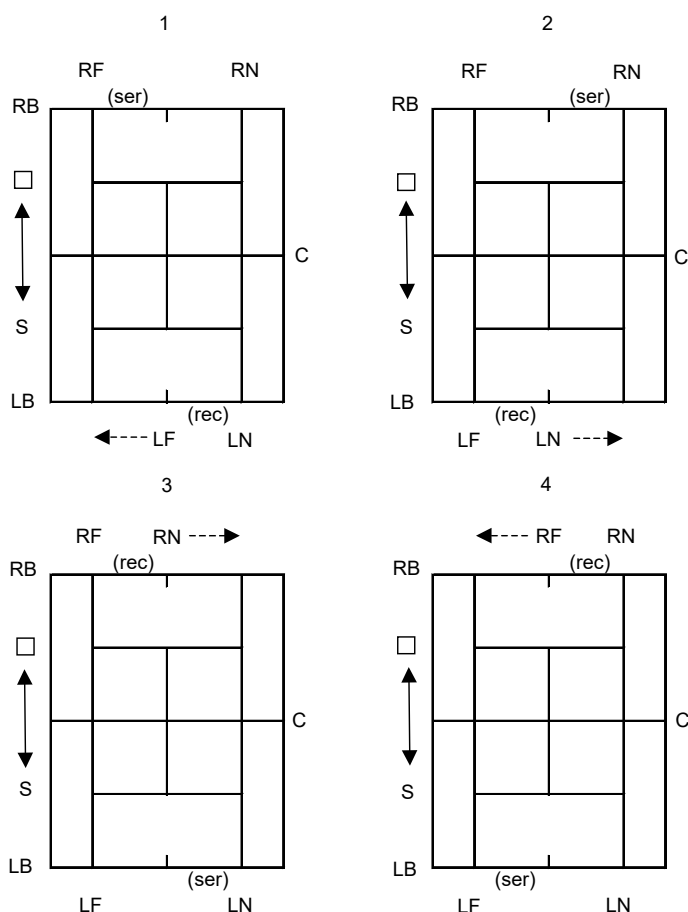 1
RF RN
(ser)
RB
C
S
LB
(rec)
LF LN
2
RF RN
(ser)
RB
C
S
LB
(rec)
LF LN
3
RF RN
(rec)
RB
C
S
LB
(ser)
LF LN
4
RF RN
(rec)
RB
C
S
LB
(ser)
LF LN